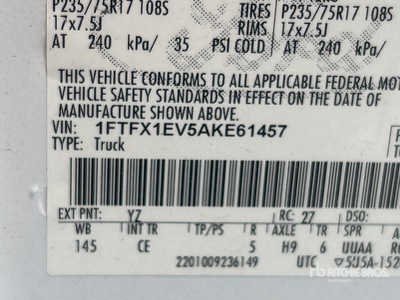 P235/75R17 108S TIRES P235/75R17 108S
17x7.5J RIMS 17x7.5J
AT 240 kPa/ 35 PSI COLD AT 240 kPa/
THIS VEHICLE CONFORMS TO ALL APPLICABLE FEDERAL MOT
VEHICLE SAFETY STANDARDS IN EFFECT ON THE DATE OF
MANUFACTURE SHOWN ABOVE.
VIN: 1FTFX1EV5AKE61457
TYPE: Truck
EXT PNT: YZ RC: 27 DSO:
WB INT TR TP/PS R AXLE TR SPR
145 CE 5 H9 6 UUAA
2201009236149 UTC
RITCHIE BROS.